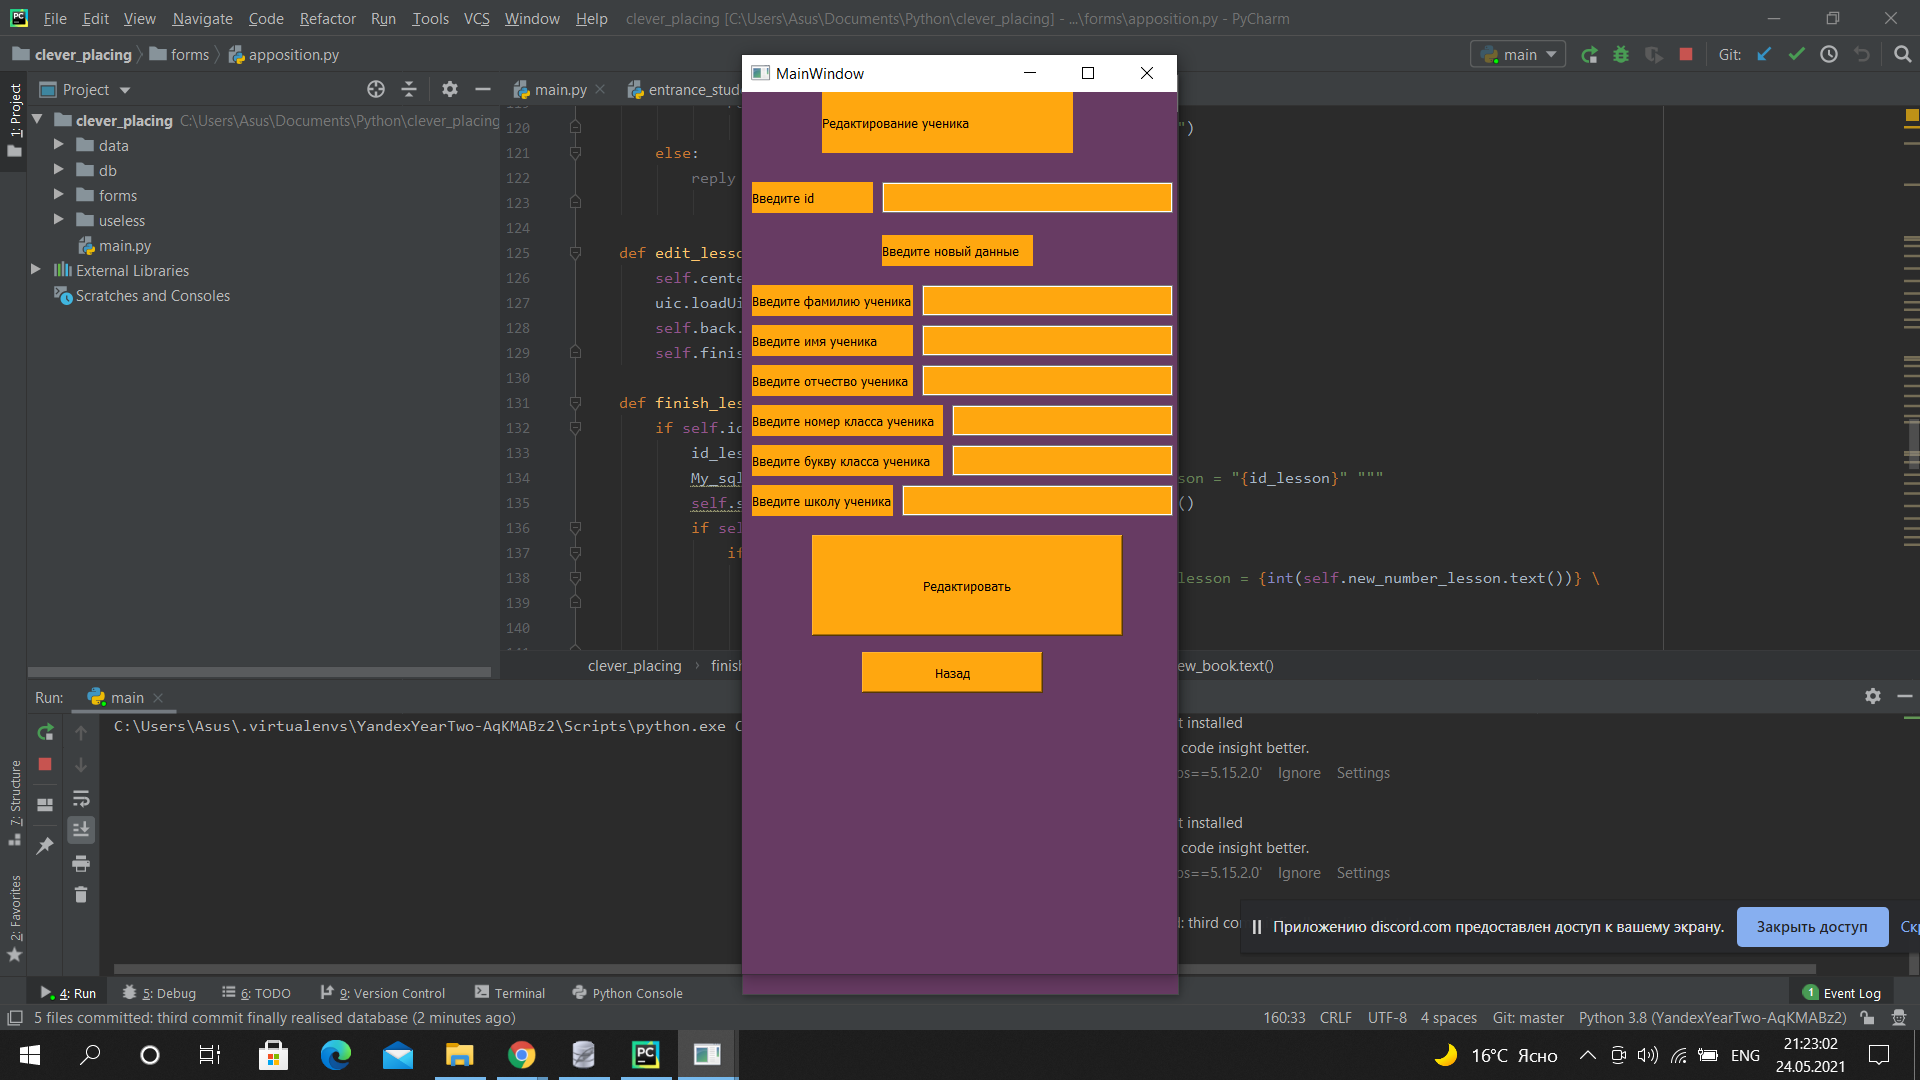 File Edit View Navigate Code Refactor Run Tools VCS Window Help clever_placing [C:\Users\Asus\Documents\Python\clever_placing] - ...\forms\apposition.py - PyCharm
clever_placing forms apposition.py
main Git:
MainWindow
1: Project
Project
main.py
entrance_stud
clever_placing C:\Users\Asus\Documents\Python\clever_placing
data
db
forms
useless
main.py
External Libraries
Scratches and Consoles
120 ")
121 else:
122 reply
123
124
125 def edit_lesso
126 self.cente
127 uic.loadUi
128 self.back.
129 self.finis
130
131 def finish_les
132 if self.id
133 id_les
134 My_sql son = "{id_lesson}" """
135 self.s ()
136 if sel
137 if
138 lesson = {int(self.new_number_lesson.text())} \
139
140
clever_placing › finish ew_book.text()
Редактирование ученика
Введите id
Введите новый данные
Введите фамилию ученика
Введите имя ученика
Введите отчество ученика
Введите номер класса ученика
Введите букву класса ученика
Введите школу ученика
Редактировать
Назад
Run: main
C:\Users\Asus\.virtualenvs\YandexYearTwo-AqKMABz2\Scripts\python.exe C
t installed
code insight better.
os==5.15.2.0' Ignore Settings
t installed
code insight better.
os==5.15.2.0' Ignore Settings
: third co
Приложению discord.com предоставлен доступ к вашему экрану. Закрыть доступ Скр
7: Structure
2: Favorites
4: Run 5: Debug 6: TODO 9: Version Control Terminal Python Console 1 Event Log
5 files committed: third commit finally realised database (2 minutes ago) 160:33 CRLF UTF-8 4 spaces Git: master Python 3.8 (YandexYearTwo-AqKMABz2)
16°C Ясно ENG
21:23:02
24.05.2021